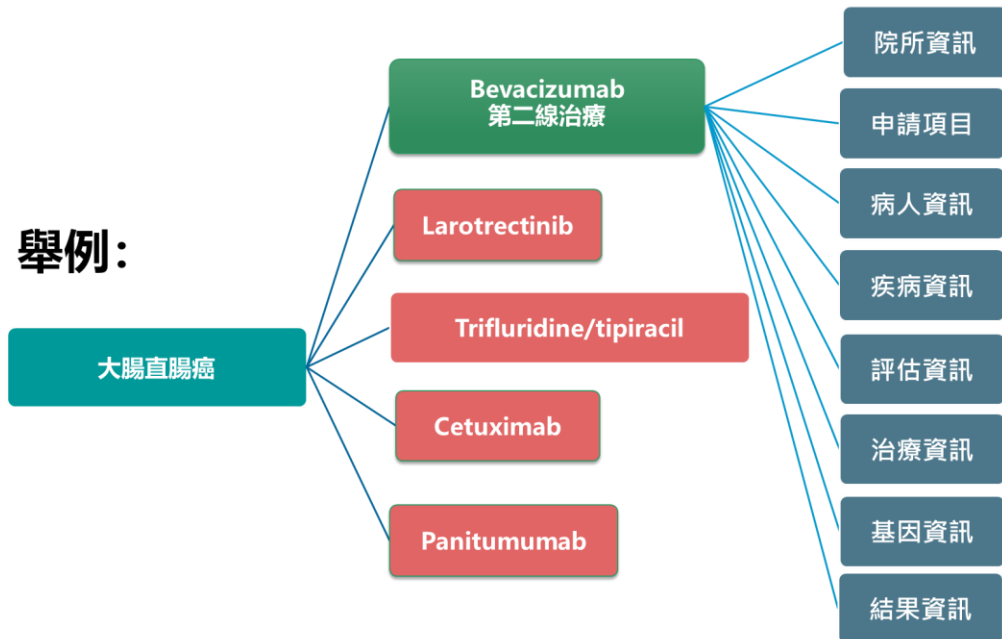 舉例：
大腸直腸癌
Bevacizumab
第二線治療
Larotrectinib
Trifluridine/tipiracil
Cetuximab
Panitumumab
院所資訊
申請項目
病人資訊
疾病資訊
評估資訊
治療資訊
基因資訊
結果資訊